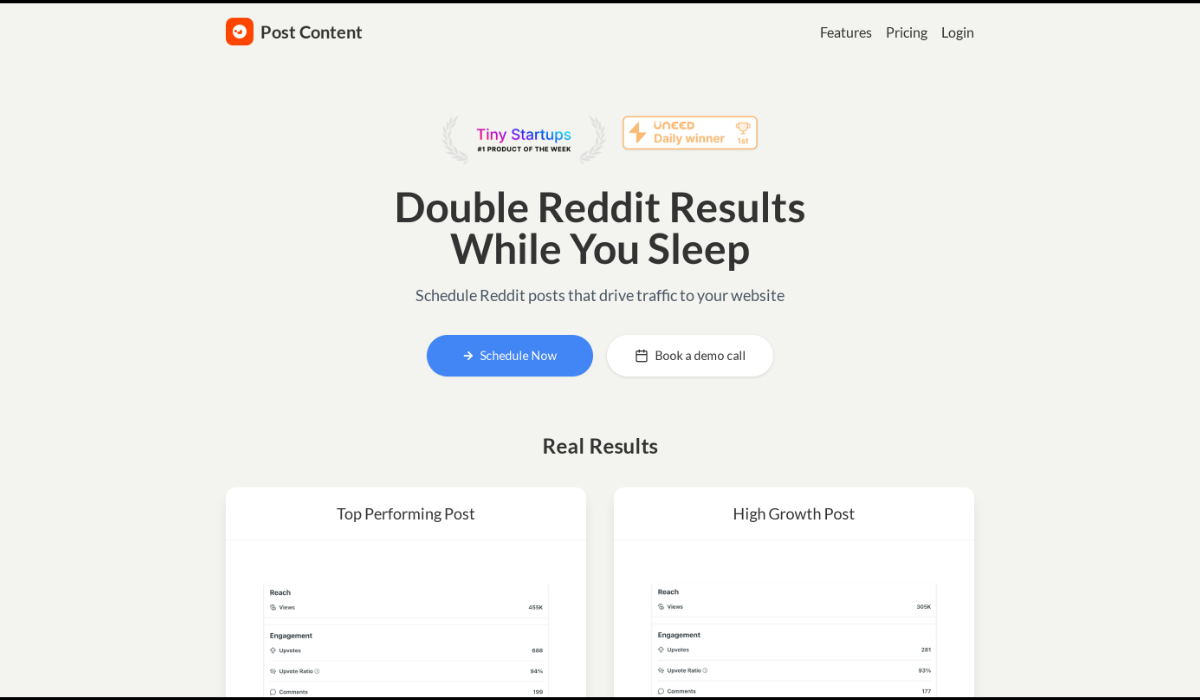 Post Content
Features Pricing Login
Tiny Startups
#1 PRODUCT OF THE WEEK
UNEED
Daily winner
1st
Double Reddit Results
While You Sleep
Schedule Reddit posts that drive traffic to your website
Schedule Now
Book a demo call
Real Results
Top Performing Post
Reach
Views 455K
Engagement
Upvotes 688
Upvote Ratio 94%
Comments 199
High Growth Post
Reach
Views 305K
Engagement
Upvotes 281
Upvote Ratio 93%
Comments 177